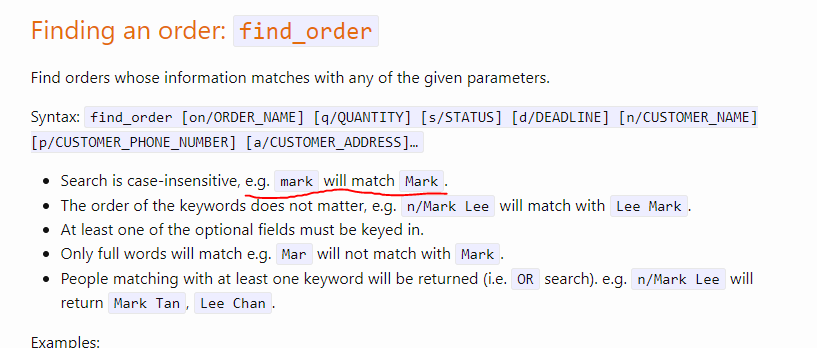 Finding an order: find_order
Find orders whose information matches with any of the given parameters.
Syntax: find_order [on/ORDER_NAME] [q/QUANTITY] [s/STATUS] [d/DEADLINE] [n/CUSTOMER_NAME]
[p/CUSTOMER_PHONE_NUMBER] [a/CUSTOMER_ADDRESS]…
• Search is case-insensitive, e.g. mark will match Mark.
• The order of the keywords does not matter, e.g. n/Mark Lee will match with Lee Mark.
• At least one of the optional fields must be keyed in.
• Only full words will match e.g. Mar will not match with Mark.
• People matching with at least one keyword will be returned (i.e. OR search). e.g. n/Mark Lee will
return Mark Tan, Lee Chan.
Examples: